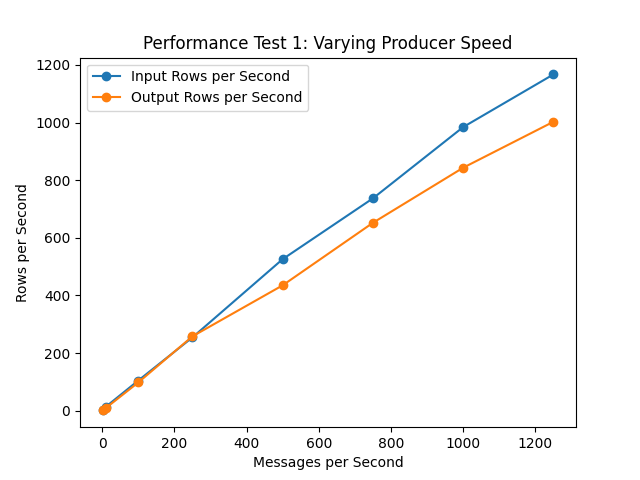 Performance Test 1: Varying Producer Speed
Input Rows per Second
Output Rows per Second
Rows per Second
1200
1000
800
600
400
200
0
0 200 400 600 800 1000 1200
Messages per Second